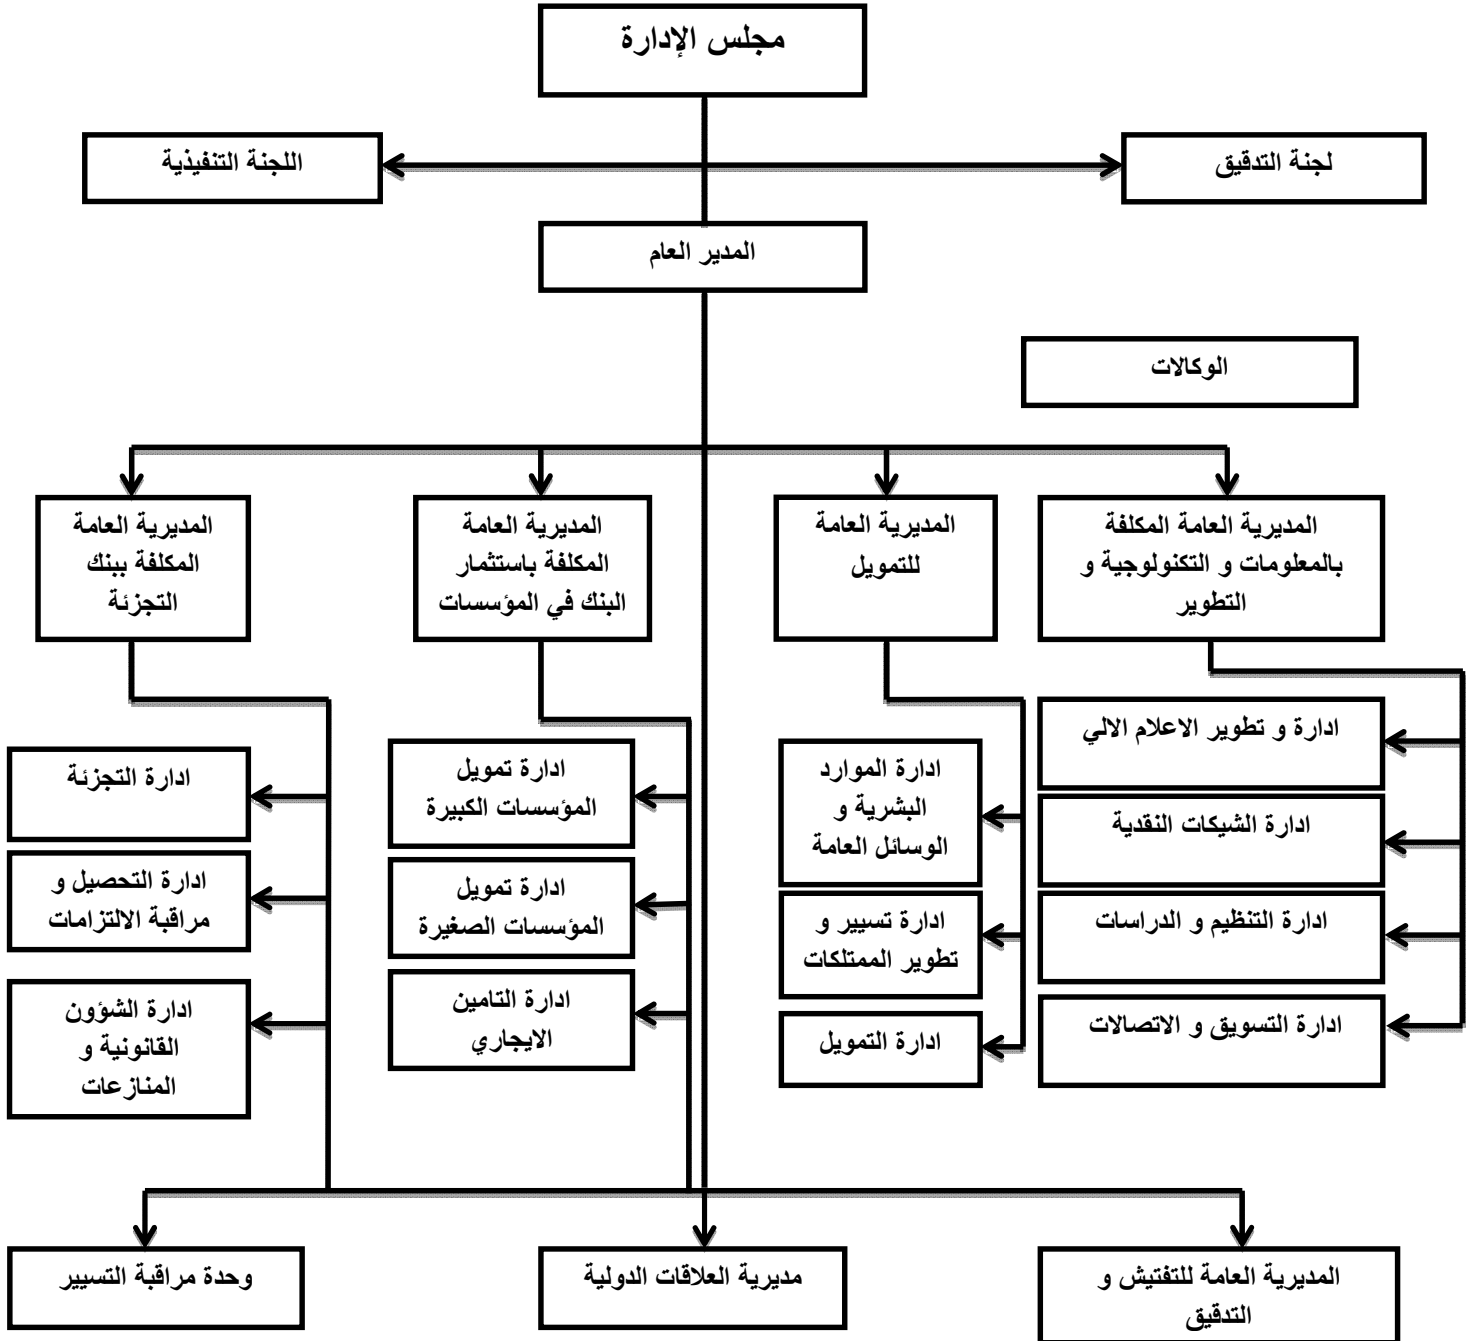 مجلس الإدارة
لجنة التدقيق
اللجنة التنفيذية
المدير العام
الوكالات
المديرية العامة المكلفة
بالمعلومات و التكنولوجية و
التطوير
المديرية العامة
للتمويل
المديرية العامة
المكلفة باستثمار
البنك في المؤسسات
المديرية العامة
المكلفة ببنك
التجزئة
ادارة و تطوير الاعلام الالي
ادارة الشيكات النقدية
ادارة التنظيم و الدراسات
ادارة التسويق و الاتصالات
ادارة الموارد
البشرية و
الوسائل العامة
ادارة تسيير و
تطوير الممتلكات
ادارة التمويل
ادارة تمويل
المؤسسات الكبيرة
ادارة تمويل
المؤسسات الصغيرة
ادارة التامين
الايجاري
ادارة التجزئة
ادارة التحصيل و
مراقبة الالتزامات
ادارة الشؤون
القانونية و
المنازعات
المديرية العامة للتفتيش و
التدقيق
مديرية العلاقات الدولية
وحدة مراقبة التسيير